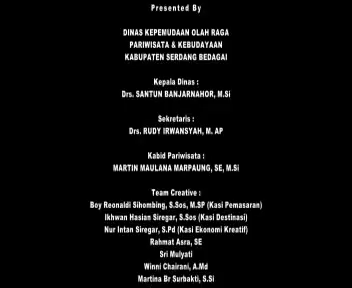 Presented By
DINAS KEPEMUDAAN OLAH RAGA
PARIWISATA & KEBUDAYAAN
KABUPATEN SERDANG BEDAGAI
Kepala Dinas :
Drs. SANTUN BANJARNAHOR, M.Si
Sekretaris :
Drs. RUDY IRWANSYAH, M. AP
Kabid Pariwisata :
MARTIN MAULANA MARPAUNG, SE, M.Si
Team Creative :
Boy Reonaldi Sihombing, S.Sos, M.SP (Kasi Pemasaran)
Ikhwan Hasian Siregar, S.Sos (Kasi Destinasi)
Nur Intan Siregar, S.Pd (Kasi Ekonomi Kreatif)
Rahmat Asra, SE
Sri Mulyati
Winni Chairani, A.Md
Martina Br Surbakti, S.Si